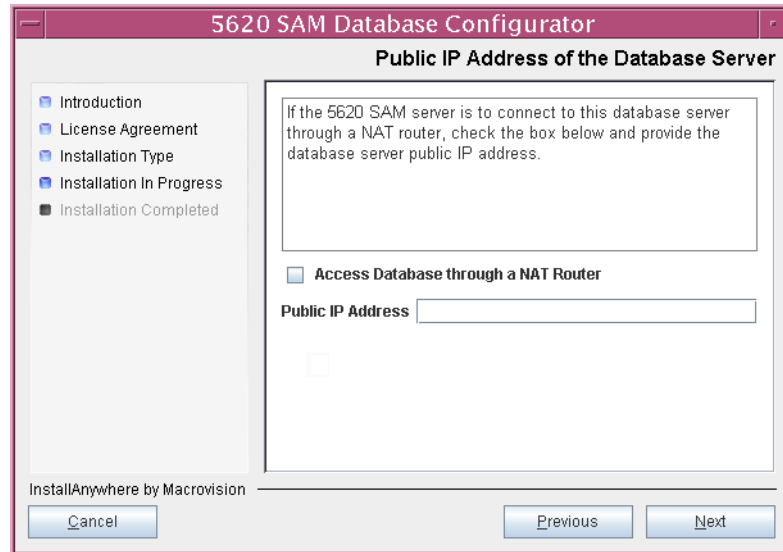 5620 SAM Database Configurator
Public IP Address of the Database Server
Introduction
License Agreement
Installation Type
Installation In Progress
Installation Completed
If the 5620 SAM server is to connect to this database server
through a NAT router, check the box below and provide the
database server public IP address.
Access Database through a NAT Router
Public IP Address
InstallAnywhere by Macrovision
Cancel
Previous
Next